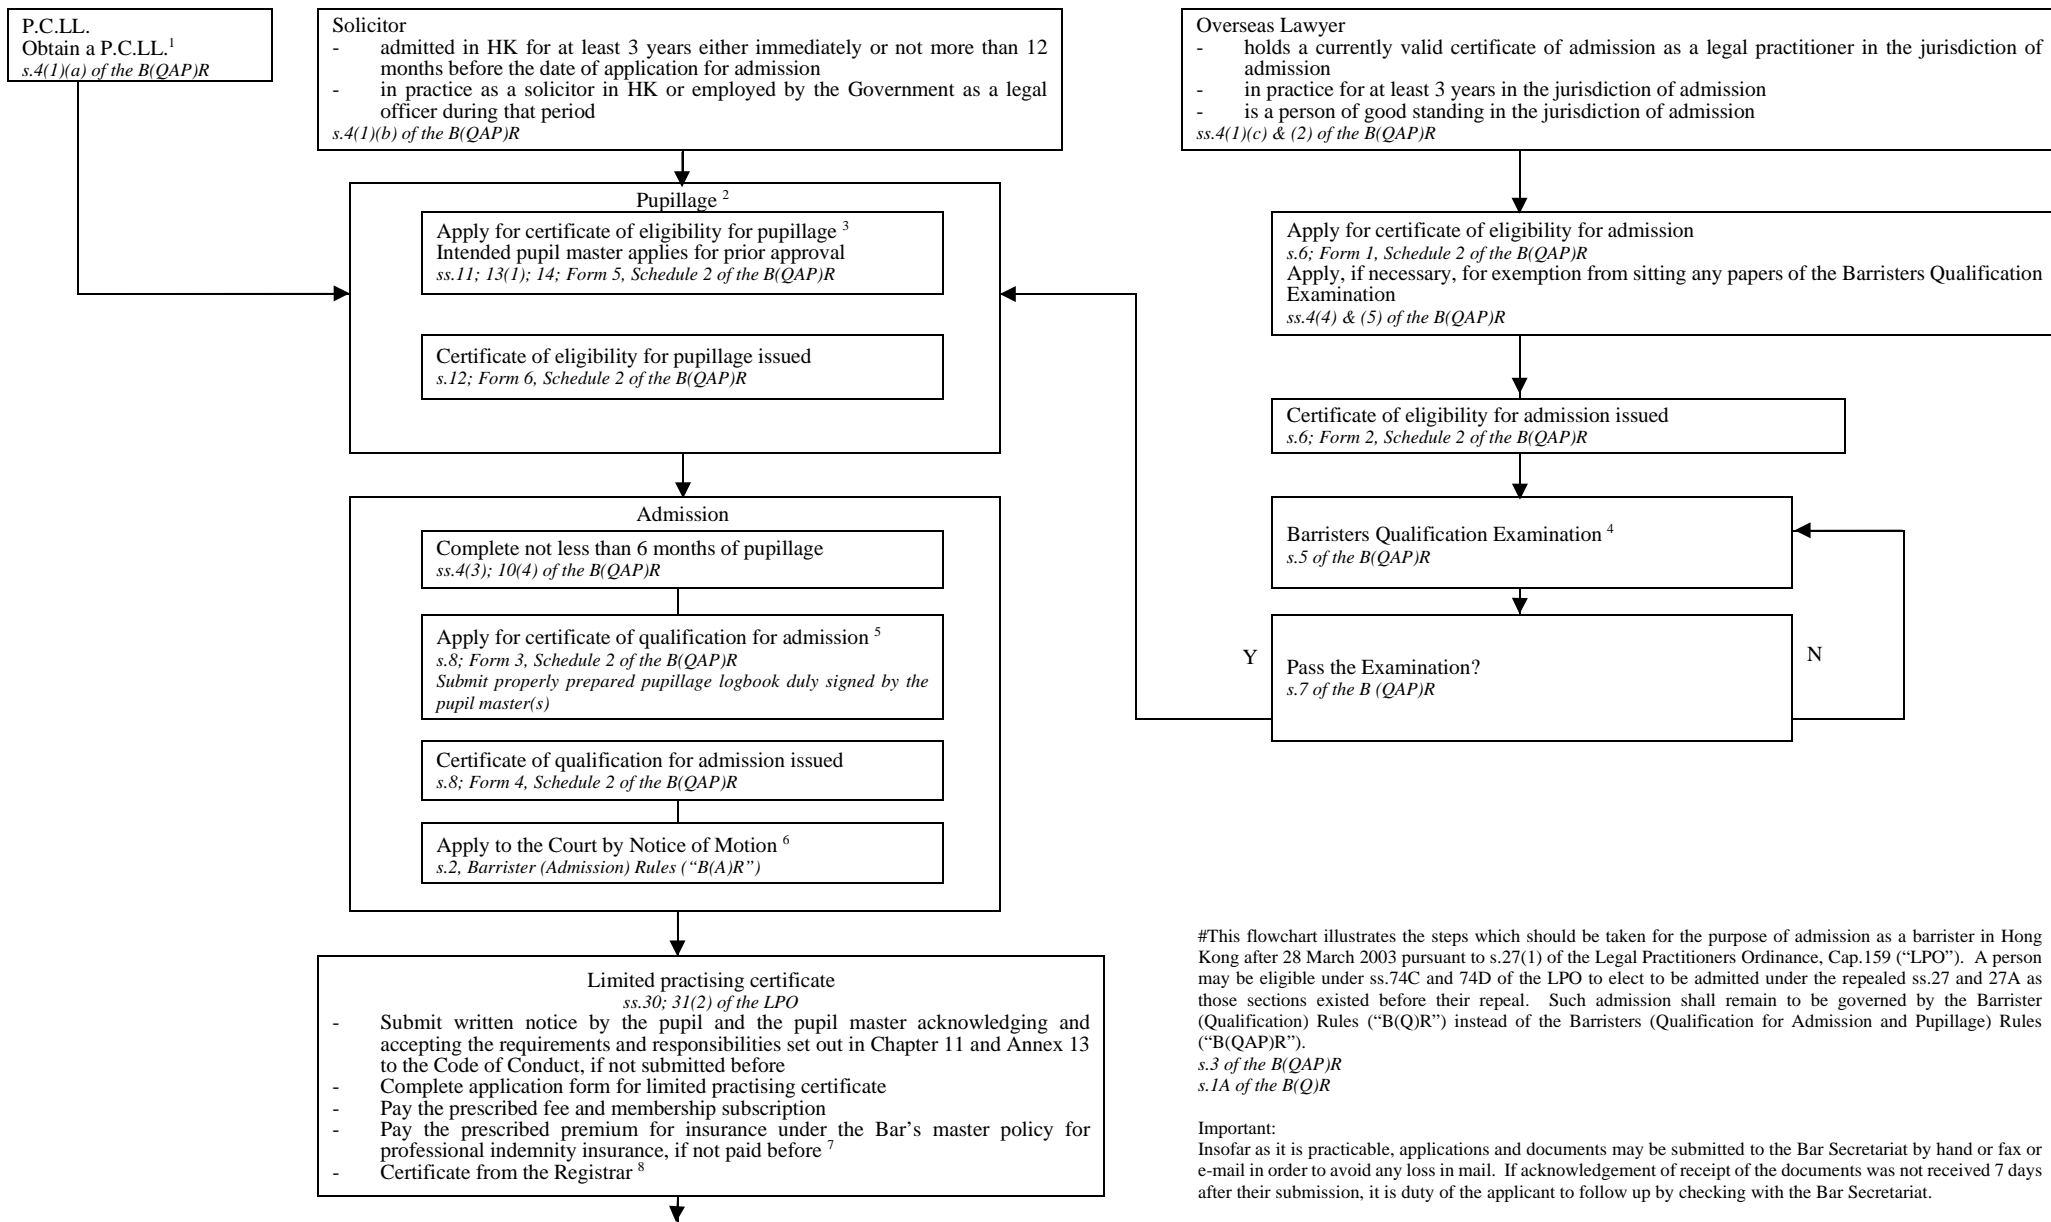 P.C.LL.
Obtain a P.C.LL.1
s.4(1)(a) of the B(QAP)R
Solicitor
- admitted in HK for at least 3 years either immediately or not more than 12
months before the date of application for admission
- in practice as a solicitor in HK or employed by the Government as a legal
officer during that period
s.4(1)(b) of the B(QAP)R
Overseas Lawyer
- holds a currently valid certificate of admission as a legal practitioner in the jurisdiction of
admission
- in practice for at least 3 years in the jurisdiction of admission
- is a person of good standing in the jurisdiction of admission
ss.4(1)(c) & (2) of the B(QAP)R
Pupillage 2
Apply for certificate of eligibility for pupillage 3
Intended pupil master applies for prior approval
ss.11; 13(1); 14; Form 5, Schedule 2 of the B(QAP)R
Certificate of eligibility for pupillage issued
s.12; Form 6, Schedule 2 of the B(QAP)R
Apply for certificate of eligibility for admission
s.6; Form 1, Schedule 2 of the B(QAP)R
Apply, if necessary, for exemption from sitting any papers of the Barristers Qualification
Examination
ss.4(4) & (5) of the B(QAP)R
Certificate of eligibility for admission issued
s.6; Form 2, Schedule 2 of the B(QAP)R
Barristers Qualification Examination 4
s.5 of the B(QAP)R
Y
Pass the Examination?
s.7 of the B (QAP)R
N
Admission
Complete not less than 6 months of pupillage
ss.4(3); 10(4) of the B(QAP)R
Apply for certificate of qualification for admission 5
s.8; Form 3, Schedule 2 of the B(QAP)R
Submit properly prepared pupillage logbook duly signed by the
pupil master(s)
Certificate of qualification for admission issued
s.8; Form 4, Schedule 2 of the B(QAP)R
Apply to the Court by Notice of Motion 6
s.2, Barrister (Admission) Rules (“B(A)R”)
Limited practising certificate
ss.30; 31(2) of the LPO
- Submit written notice by the pupil and the pupil master acknowledging and
accepting the requirements and responsibilities set out in Chapter 11 and Annex 13
to the Code of Conduct, if not submitted before
- Complete application form for limited practising certificate
- Pay the prescribed fee and membership subscription
- Pay the prescribed premium for insurance under the Bar’s master policy for
professional indemnity insurance, if not paid before 7
- Certificate from the Registrar 8
#This flowchart illustrates the steps which should be taken for the purpose of admission as a barrister in Hong
Kong after 28 March 2003 pursuant to s.27(1) of the Legal Practitioners Ordinance, Cap.159 (“LPO”). A person
may be eligible under ss.74C and 74D of the LPO to elect to be admitted under the repealed ss.27 and 27A as
those sections existed before their repeal. Such admission shall remain to be governed by the Barrister
(Qualification) Rules (“B(Q)R”) instead of the Barristers (Qualification for Admission and Pupillage) Rules
(“B(QAP)R”).
s.3 of the B(QAP)R
s.1A of the B(Q)R
Important:
Insofar as it is practicable, applications and documents may be submitted to the Bar Secretariat by hand or fax or
e-mail in order to avoid any loss in mail. If acknowledgement of receipt of the documents was not received 7 days
after their submission, it is duty of the applicant to follow up by checking with the Bar Secretariat.